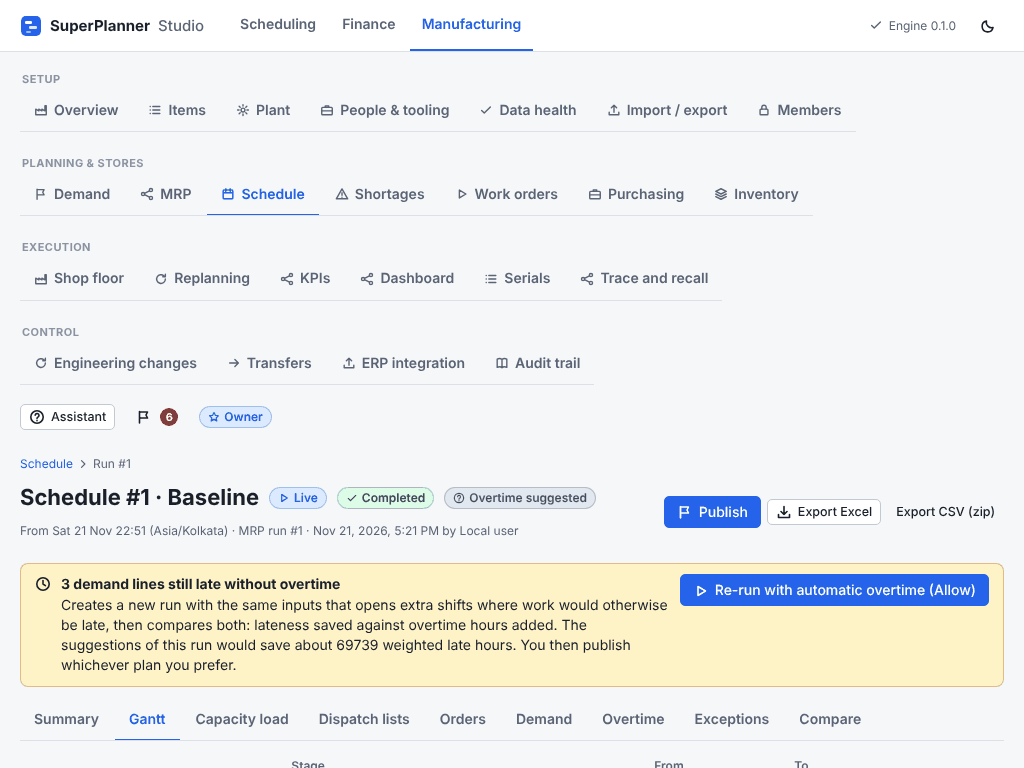 SuperPlanner Studio Scheduling Finance Manufacturing Engine 0.1.0
SETUP
Overview Items Plant People & tooling Data health Import / export Members
PLANNING & STORES
Demand MRP Schedule Shortages Work orders Purchasing Inventory
EXECUTION
Shop floor Replanning KPIs Dashboard Serials Trace and recall
CONTROL
Engineering changes Transfers ERP integration Audit trail
Assistant 6 Owner
Schedule Run #1
Schedule #1 · Baseline Live Completed Overtime suggested
Publish Export Excel Export CSV (zip)
From Sat 21 Nov 22:51 (Asia/Kolkata) · MRP run #1 · Nov 21, 2026, 5:21 PM by Local user
3 demand lines still late without overtime
Re-run with automatic overtime (Allow)
Creates a new run with the same inputs that opens extra shifts where work would otherwise
be late, then compares both: lateness saved against overtime hours added. The
suggestions of this run would save about 69739 weighted late hours. You then publish
whichever plan you prefer.
Summary Gantt Capacity load Dispatch lists Orders Demand Overtime Exceptions Compare
Stage From To